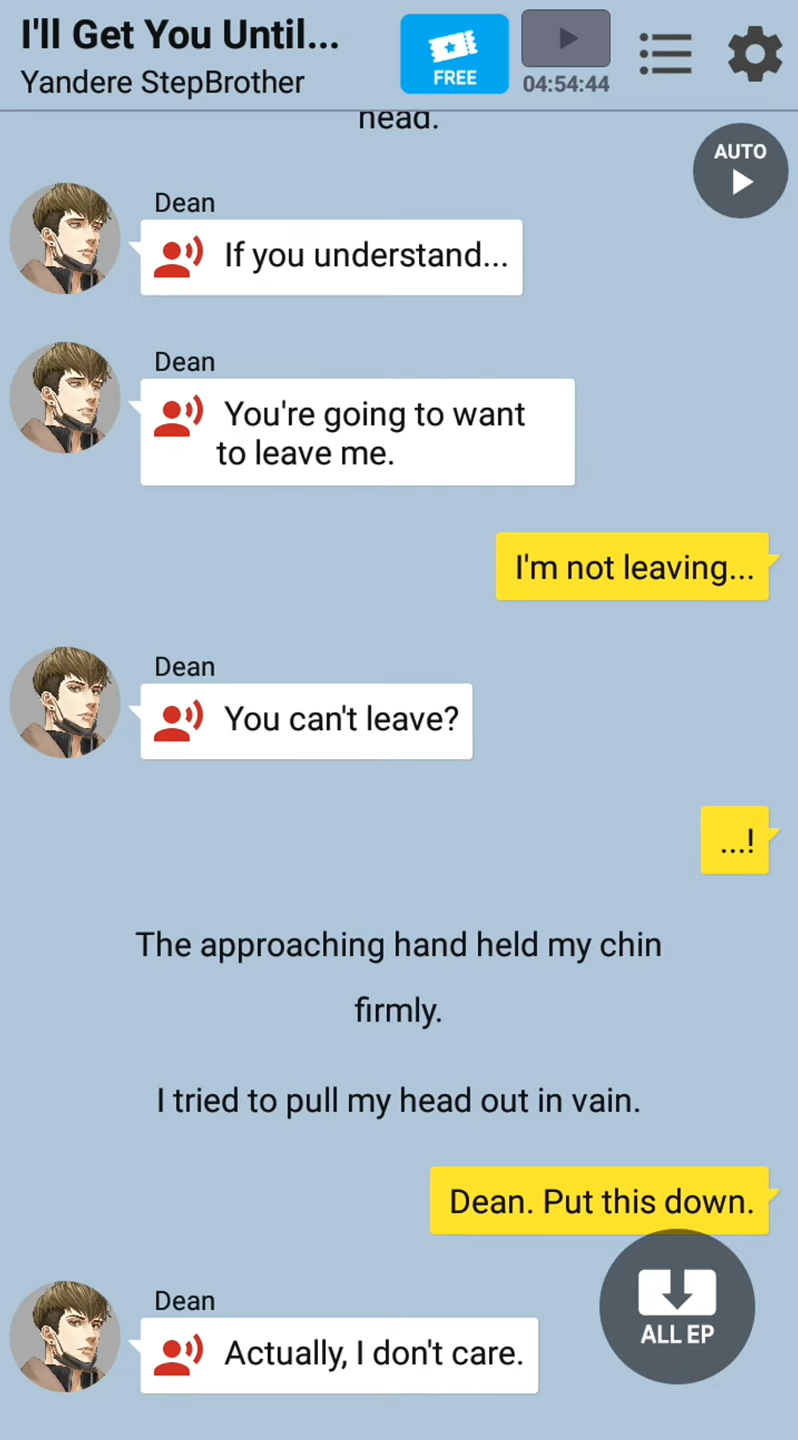 I'll Get You Until...
Yandere StepBrother
FREE
04:54:44
head.
AUTO
Dean
If you understand...
Dean
You're going to want
to leave me.
I'm not leaving...
Dean
You can't leave?
...!
The approaching hand held my chin
firmly.
I tried to pull my head out in vain.
Dean. Put this down.
ALL EP
Dean
Actually, I don't care.